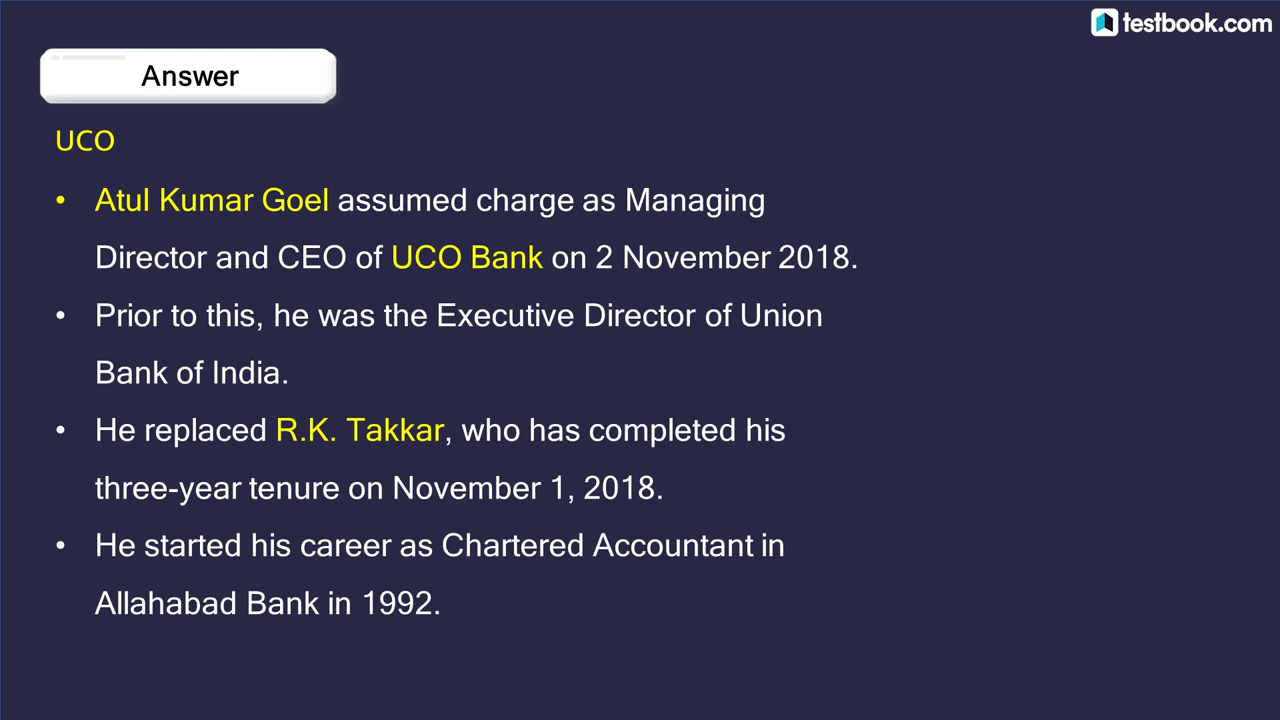 testbook.com
Answer
UCO
• Atul Kumar Goel assumed charge as Managing
Director and CEO of UCO Bank on 2 November 2018.
• Prior to this, he was the Executive Director of Union
Bank of India.
• He replaced R.K. Takkar, who has completed his
three-year tenure on November 1, 2018.
• He started his career as Chartered Accountant in
Allahabad Bank in 1992.